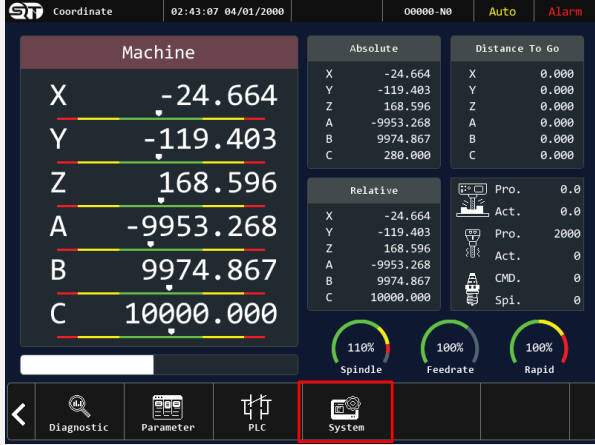 Coordinate 02:43:07 04/01/2000 O0000-N0 Auto Alarm
Machine
X -24.664
Y -119.403
Z 168.596
A -9953.268
B 9974.867
C 10000.000
Absolute
X -24.664
Y -119.403
Z 168.596
A -9953.268
B 9974.867
C 280.000
Distance To Go
X 0.000
Y 0.000
Z 0.000
A 0.000
B 0.000
C 0.000
Relative
X -24.664
Y -119.403
Z 168.596
A -9953.268
B 9974.867
C 10000.000
Pro. 0.0
Act. 0.0
Pro. 2000
Act. 0
CMD. 0
Spi. 0
110% 100% 100%
Spindle Feedrate Rapid
Diagnostic Parameter PLC System